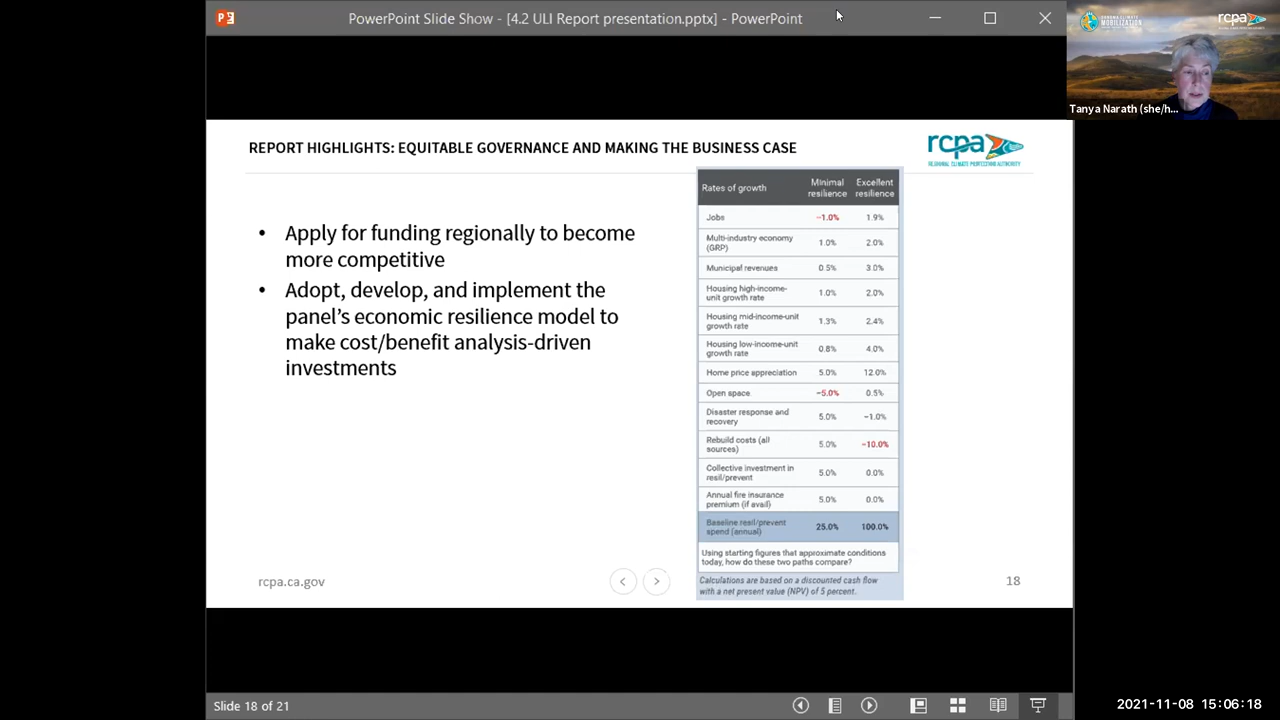 PowerPoint Slide Show - [4.2 ULI Report presentation.pptx] - PowerPoint
rcpa
Tanya Narath (she/h...
REPORT HIGHLIGHTS: EQUITABLE GOVERNANCE AND MAKING THE BUSINESS CASE
rcpa
REGIONAL CLIMATE PROTECTION AUTHORITY
• Apply for funding regionally to become
more competitive
• Adopt, develop, and implement the
panel’s economic resilience model to
make cost/benefit analysis-driven
investments
Rates of growth Minimal resilience Excellent resilience
Jobs −1.0% 1.9%
Multi-industry economy (GRP) 1.0% 2.0%
Municipal revenues 0.5% 3.0%
Housing high-income-unit growth rate 1.0% 2.0%
Housing mid-income-unit growth rate 1.3% 2.4%
Housing low-income-unit growth rate 0.8% 4.0%
Home price appreciation 5.0% 12.0%
Open space −5.0% 0.5%
Disaster response and recovery 5.0% −1.0%
Rebuild costs (all sources) 5.0% −10.0%
Collective investment in resil/prevent 5.0% 0.0%
Annual fire insurance premium (if avail) 5.0% 0.0%
Baseline resil/prevent spend (annual) 25.0% 100.0%
Using starting figures that approximate conditions
today, how do these two paths compare?
Calculations are based on a discounted cash flow
with a net present value (NPV) of 5 percent.
rcpa.ca.gov
18
Slide 18 of 21
2021-11-08 15:06:18